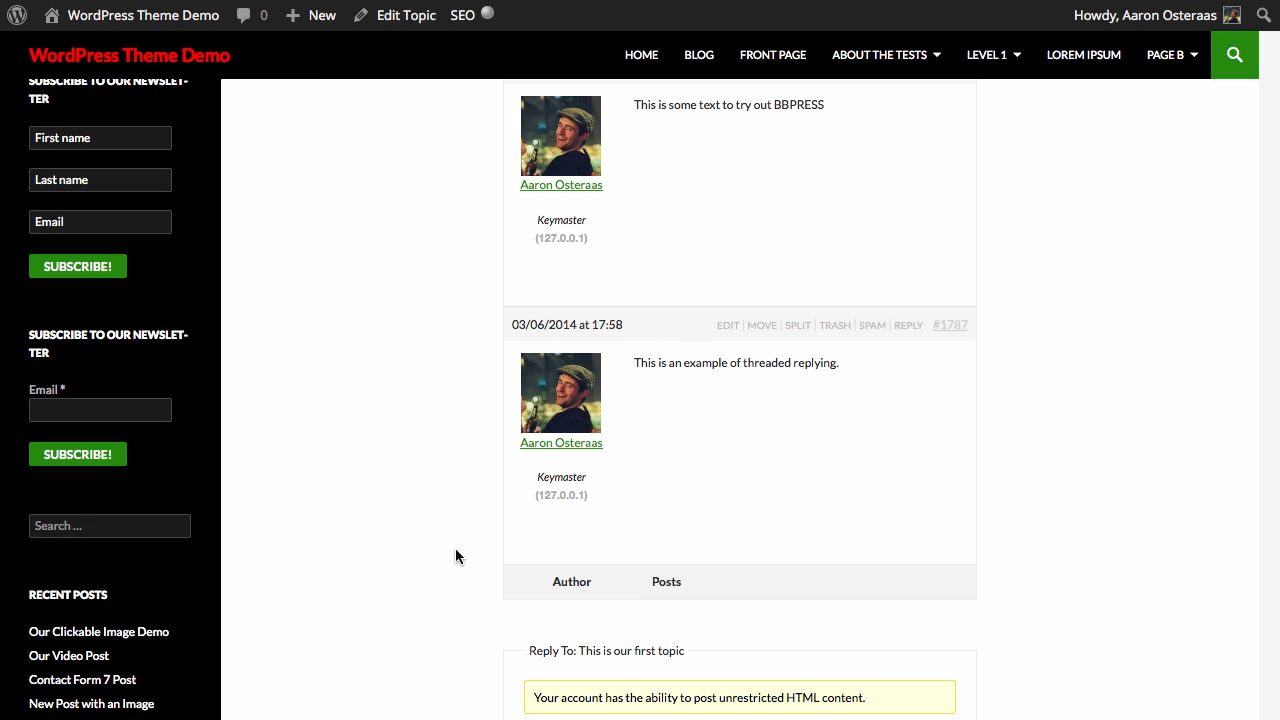 WordPress Theme Demo 0 New Edit Topic SEO Howdy, Aaron Osteraas
WordPress Theme Demo HOME BLOG FRONT PAGE ABOUT THE TESTS LEVEL 1 LOREM IPSUM PAGE B
SUBSCRIBE TO OUR NEWSLET-
TER
First name
Last name
Email
SUBSCRIBE!
SUBSCRIBE TO OUR NEWSLET-
TER
Email *
SUBSCRIBE!
Search ...
RECENT POSTS
Our Clickable Image Demo
Our Video Post
Contact Form 7 Post
New Post with an Image
This is some text to try out BBPRESS
Aaron Osteraas
Keymaster
(127.0.0.1)
03/06/2014 at 17:58 EDIT | MOVE | SPLIT | TRASH | SPAM | REPLY #1787
This is an example of threaded replying.
Aaron Osteraas
Keymaster
(127.0.0.1)
Author Posts
Reply To: This is our first topic
Your account has the ability to post unrestricted HTML content.